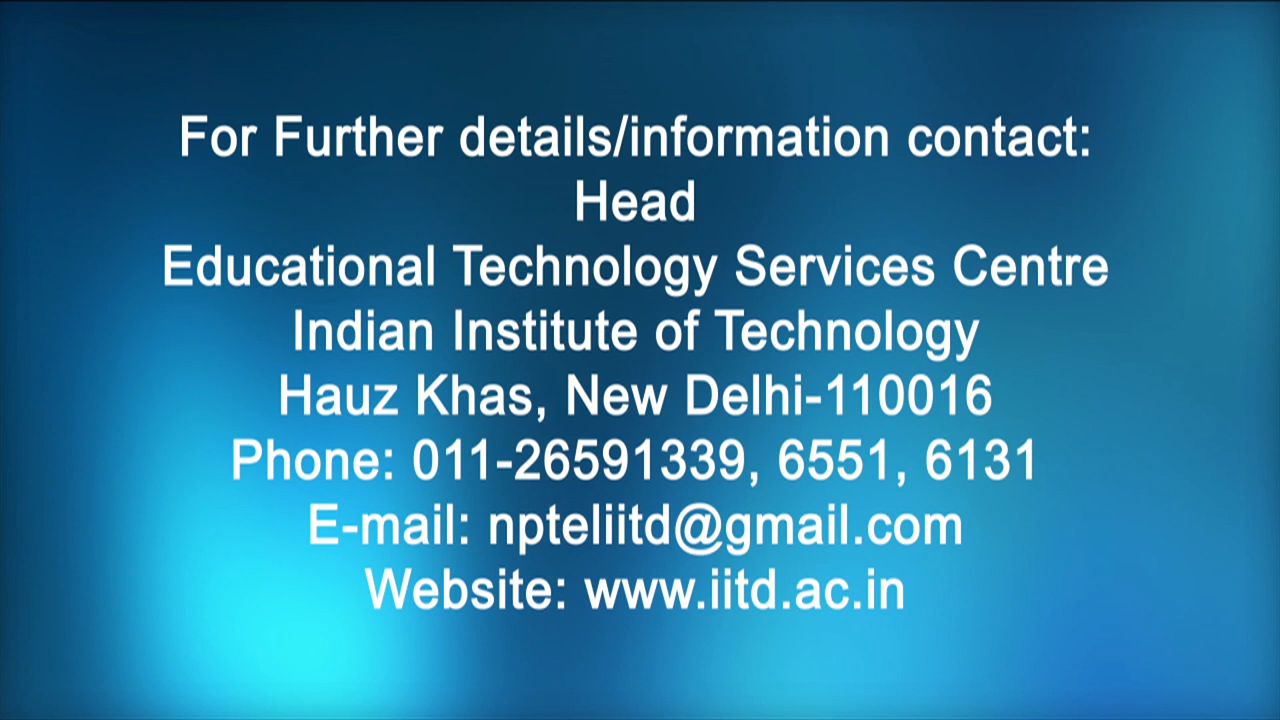 For Further details/information contact:
Head
Educational Technology Services Centre
Indian Institute of Technology
Hauz Khas, New Delhi-110016
Phone: 011-26591339, 6551, 6131
E-mail: npteliitd@gmail.com
Website: www.iitd.ac.in